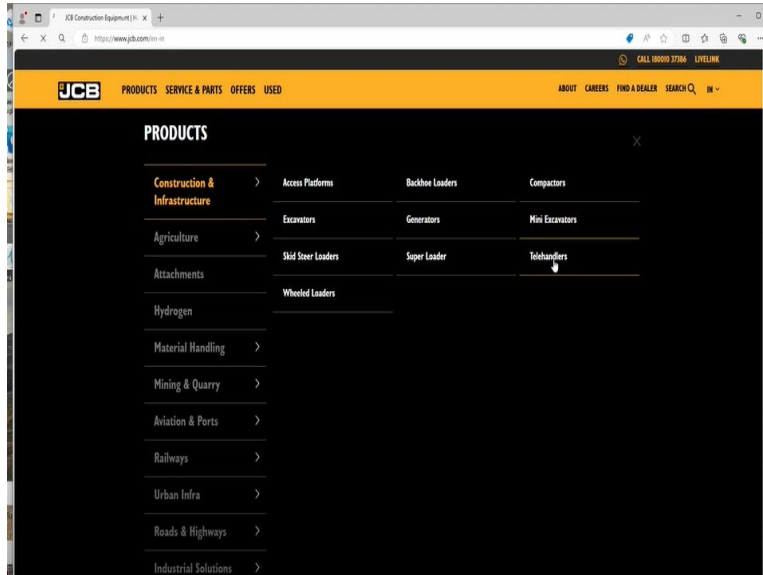 JCB Construction Equipment | H
https://www.jcb.com/en-in
CALL 180010 37386 LIVELINK
JCB PRODUCTS SERVICE & PARTS OFFERS USED ABOUT CAREERS FIND A DEALER SEARCH IN
PRODUCTS
X
Construction &
Infrastructure
Access Platforms Backhoe Loaders Compactors
Excavators Generators Mini Excavators
Agriculture
Skid Steer Loaders Super Loader Telehandlers
Attachments
Wheeled Loaders
Hydrogen
Material Handling
Mining & Quarry
Aviation & Ports
Railways
Urban Infra
Roads & Highways
Industrial Solutions